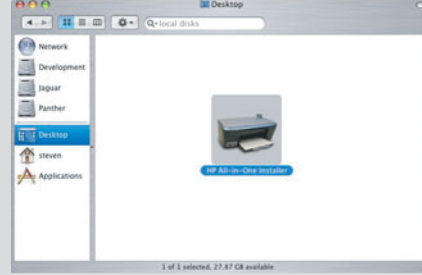 Desktop
local disks
Network
Development
Jaguar
Panther
Desktop
steven
Applications
HP All-in-One Installer
1 of 1 selected, 27.87 GB available